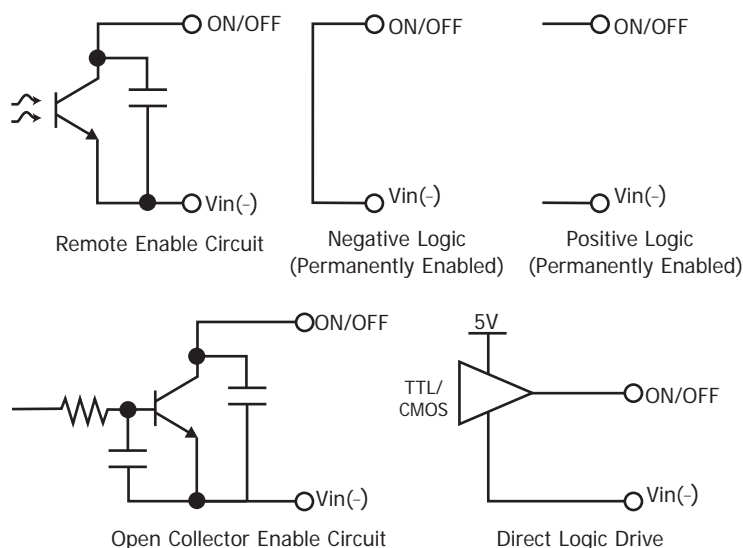 ON/OFF
Vin(-)
Remote Enable Circuit
ON/OFF
Vin(-)
Negative Logic
(Permanently Enabled)
ON/OFF
Vin(-)
Positive Logic
(Permanently Enabled)
ON/OFF
Vin(-)
Open Collector Enable Circuit
5V
TTL/
CMOS
ON/OFF
Vin(-)
Direct Logic Drive